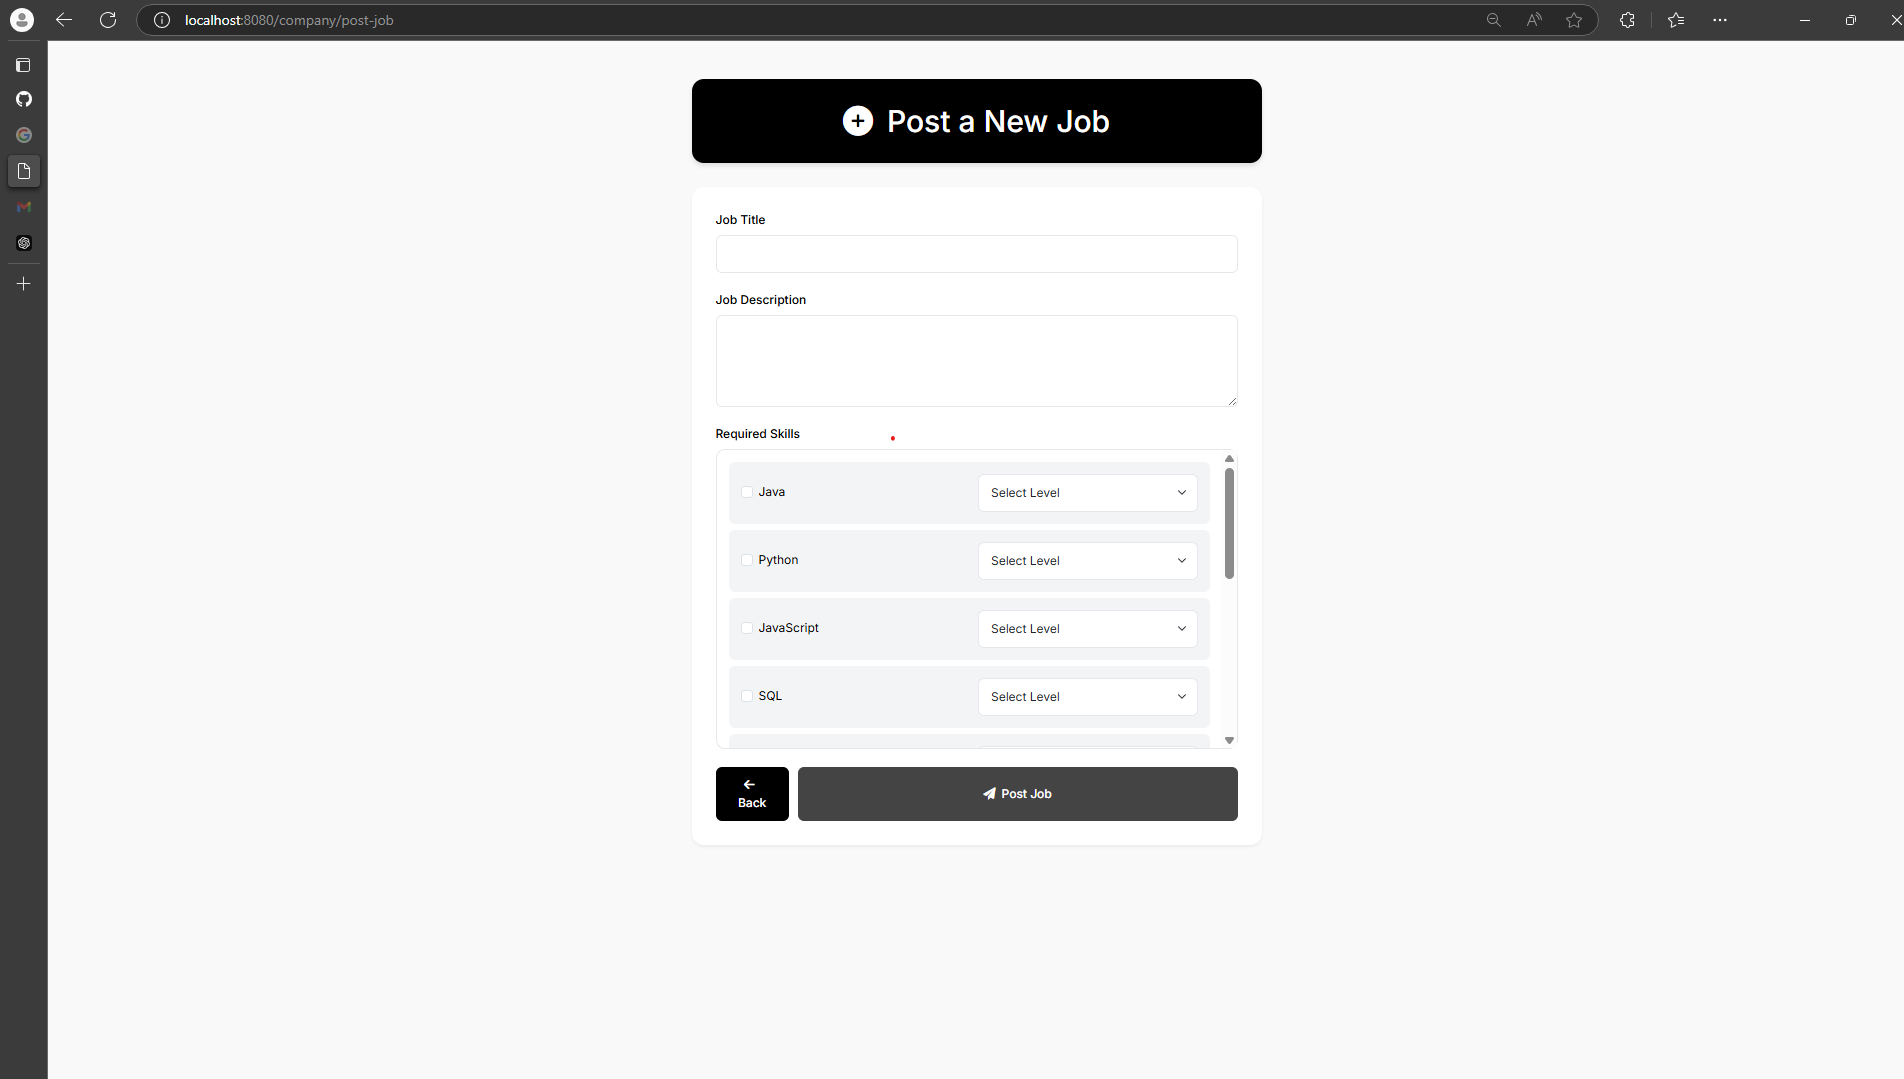 localhost:8080/company/post-job
Post a New Job
Job Title
Job Description
Required Skills
Java
Select Level
Python
Select Level
JavaScript
Select Level
SQL
Select Level
Back
Post Job